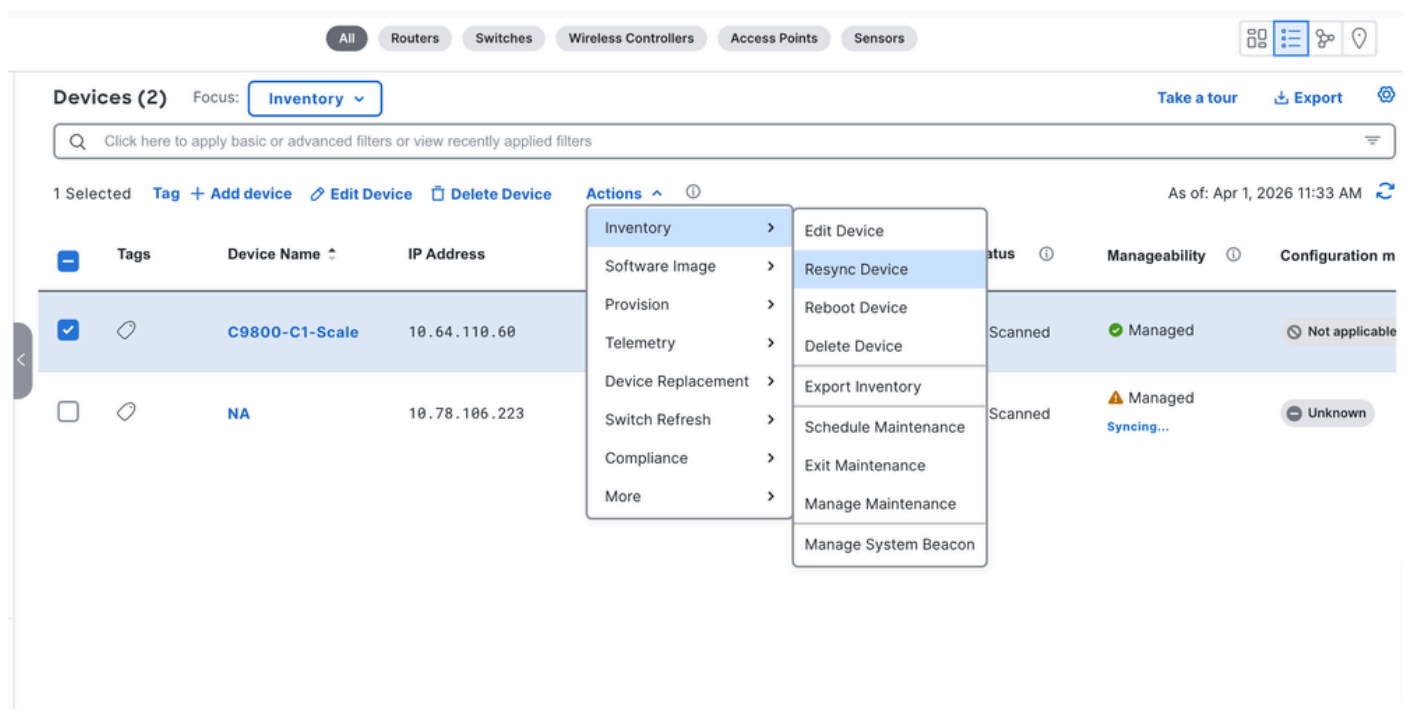 All Routers Switches Wireless Controllers Access Points Sensors
Devices (2) Focus: Inventory Take a tour Export
Click here to apply basic or advanced filters or view recently applied filters
1 Selected Tag + Add device Edit Device Delete Device Actions As of: Apr 1, 2026 11:33 AM
Tags Device Name IP Address atus Manageability Configuration m
C9800-C1-Scale 10.64.110.60 Scanned Managed Not applicable
NA 10.78.106.223 Scanned Managed Unknown
Syncing...
Inventory
Software Image
Provision
Telemetry
Device Replacement
Switch Refresh
Compliance
More
Edit Device
Resync Device
Reboot Device
Delete Device
Export Inventory
Schedule Maintenance
Exit Maintenance
Manage Maintenance
Manage System Beacon